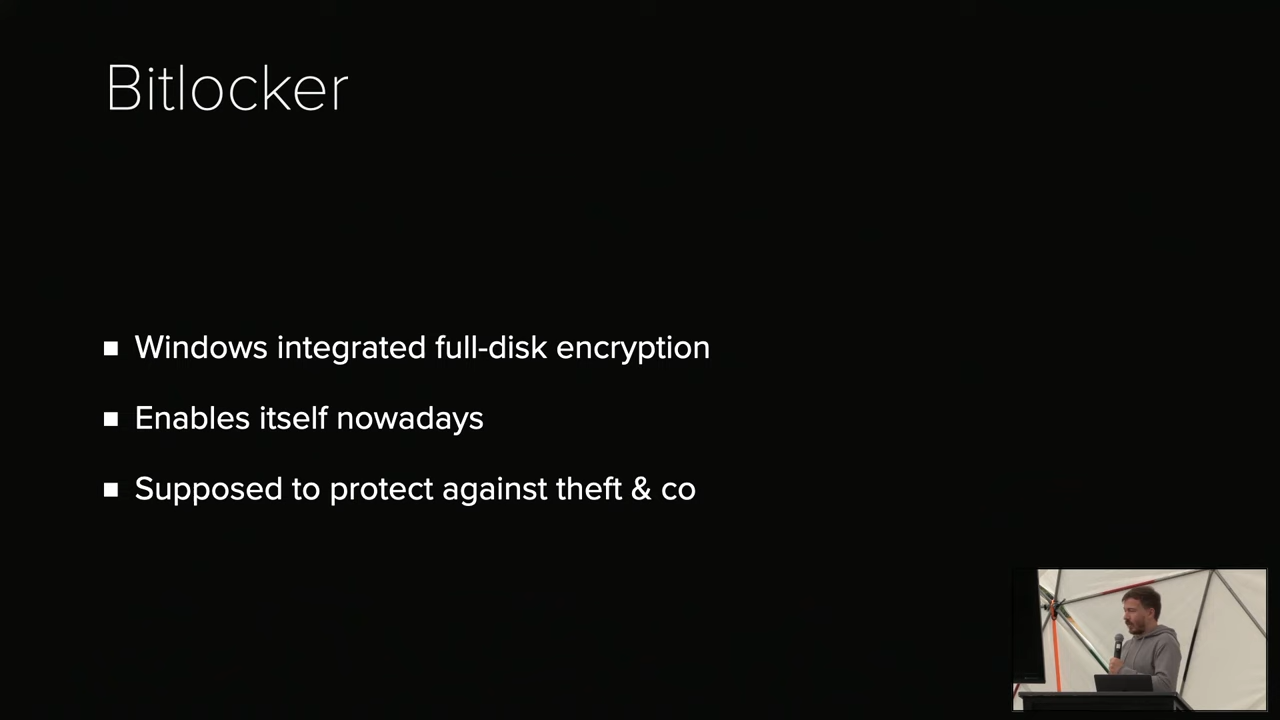 Bitlocker
Windows integrated full-disk encryption
Enables itself nowadays
Supposed to protect against theft & co